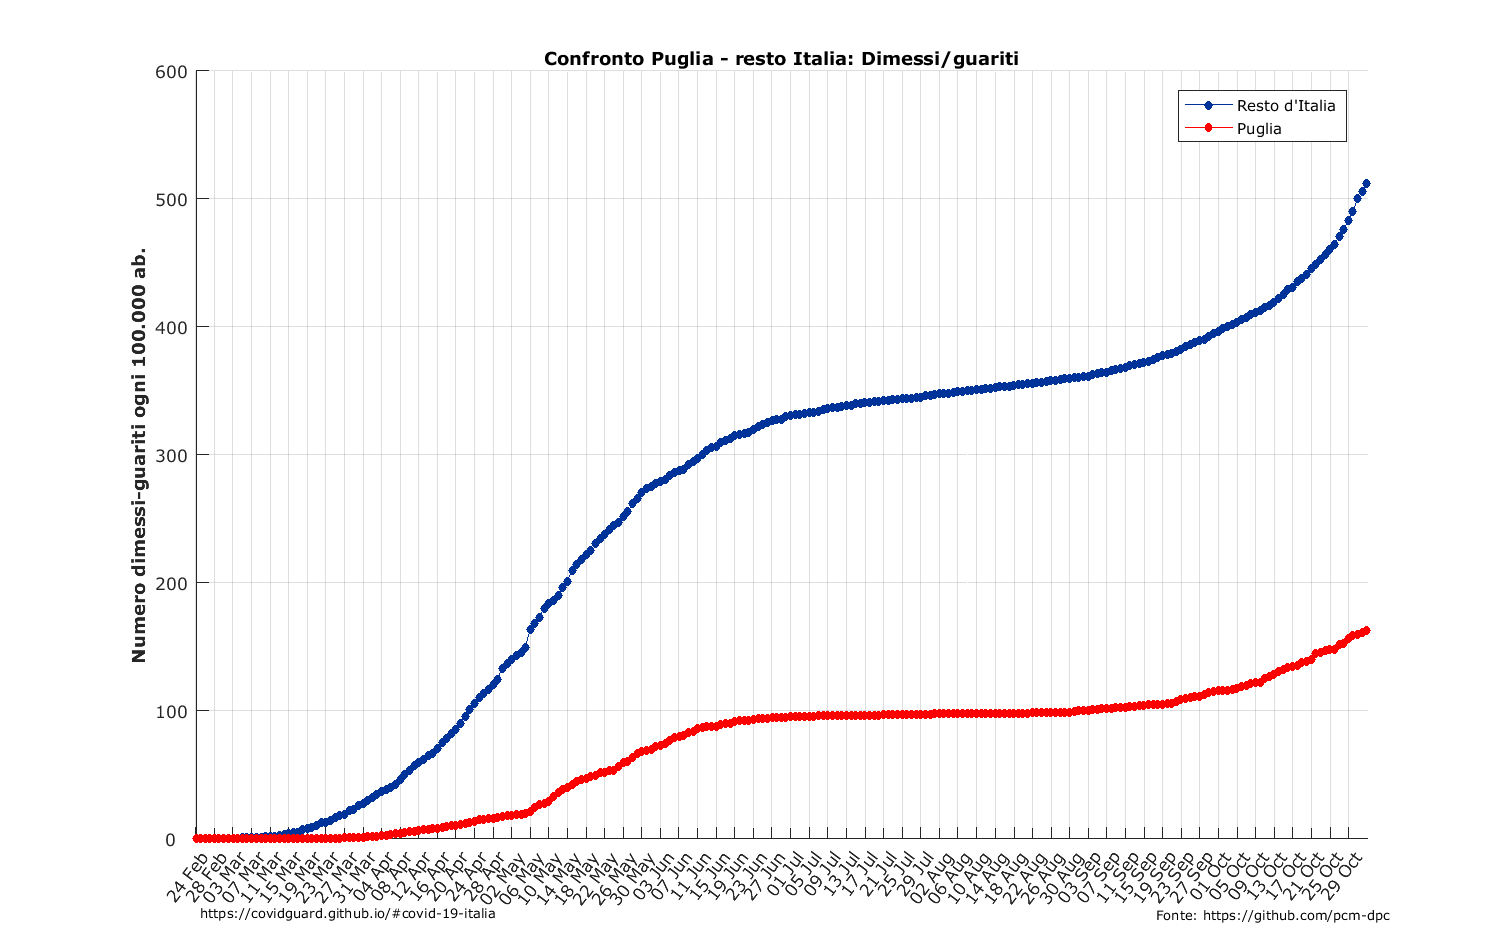 Confronto Puglia - resto Italia: Dimessi/guariti
Resto d'Italia
Puglia
Numero dimessi-guariti ogni 100.000 ab.
600
500
400
300
200
100
0
24 Feb
28 Feb
03 Mar
07 Mar
11 Mar
15 Mar
19 Mar
23 Mar
27 Mar
31 Mar
04 Apr
08 Apr
12 Apr
16 Apr
20 Apr
24 Apr
28 Apr
02 May
06 May
10 May
14 May
18 May
22 May
26 May
30 May
03 Jun
07 Jun
11 Jun
15 Jun
19 Jun
23 Jun
27 Jun
01 Jul
05 Jul
09 Jul
13 Jul
17 Jul
21 Jul
25 Jul
29 Jul
02 Aug
06 Aug
10 Aug
14 Aug
18 Aug
22 Aug
26 Aug
30 Aug
03 Sep
07 Sep
11 Sep
15 Sep
19 Sep
23 Sep
27 Sep
01 Oct
05 Oct
09 Oct
13 Oct
17 Oct
21 Oct
25 Oct
29 Oct
https://covidguard.github.io/#covid-19-italia
Fonte: https://github.com/pcm-dpc